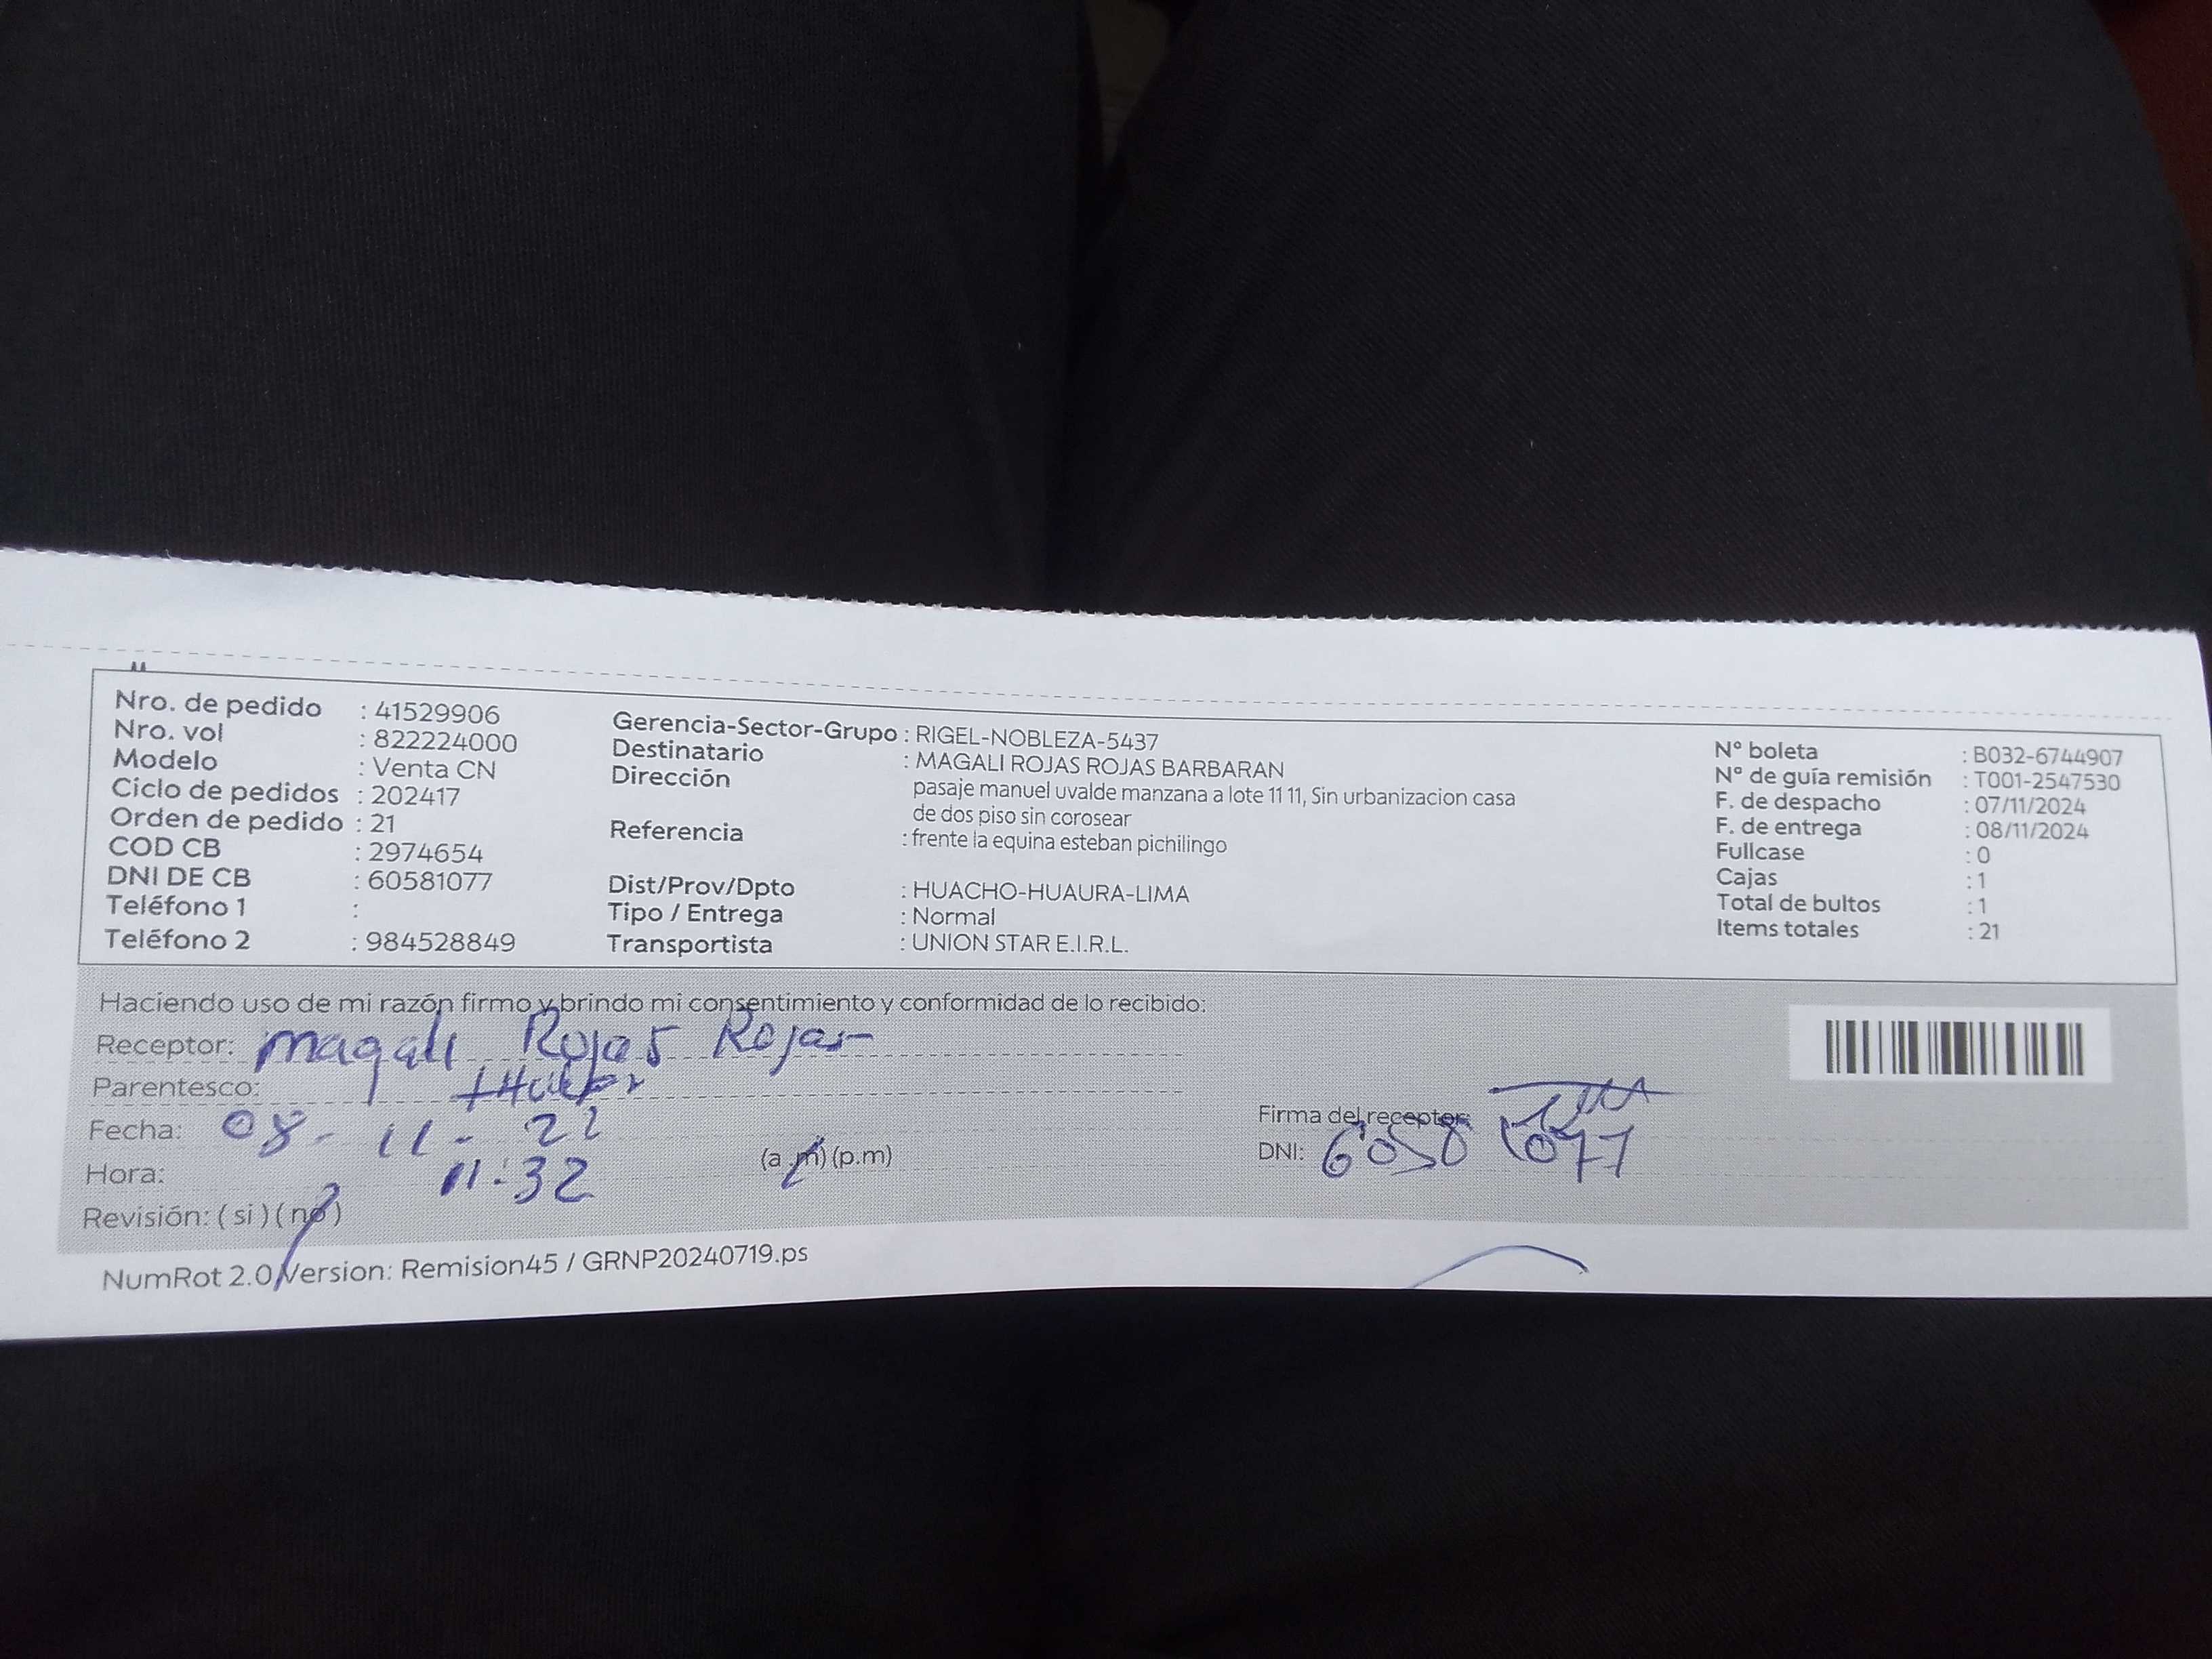 Nro. de pedido : 41529906
Nro. vol : 822224000
Modelo : Venta CN
Ciclo de pedidos : 202417
Orden de pedido : 21
COD CB : 2974654
DNI DE CB : 60581077
Teléfono 1 :
Teléfono 2 : 984528849
Gerencia-Sector-Grupo : RIGEL-NOBLEZA-5437
Destinatario : MAGALI ROJAS ROJAS BARBARAN
Dirección pasaje manuel uvalde manzana a lote 11 11, Sin urbanizacion casa
de dos piso sin corosear
Referencia : frente la equina esteban pichilingo
Dist/Prov/Dpto : HUACHO-HUAURA-LIMA
Tipo / Entrega : Normal
Transportista : UNION STAR E.I.R.L.
N° boleta : B032-6744907
N° de guía remisión : T001-2547530
F. de despacho : 07/11/2024
F. de entrega : 08/11/2024
Fullcase : 0
Cajas : 1
Total de bultos : 1
Items totales : 21
Haciendo uso de mi razón firmo y brindo mi consentimiento y conformidad de lo recibido:
Receptor: Magali Rojas Rojas
Parentesco:
Fecha: 08 - 11 - 22
Hora: 11:32 (a.m) (p.m)
Revisión: ( si ) ( no )
Firma del receptor:
DNI: 60581077
NumRot 2.0 Version: Remision45 / GRNP20240719.ps